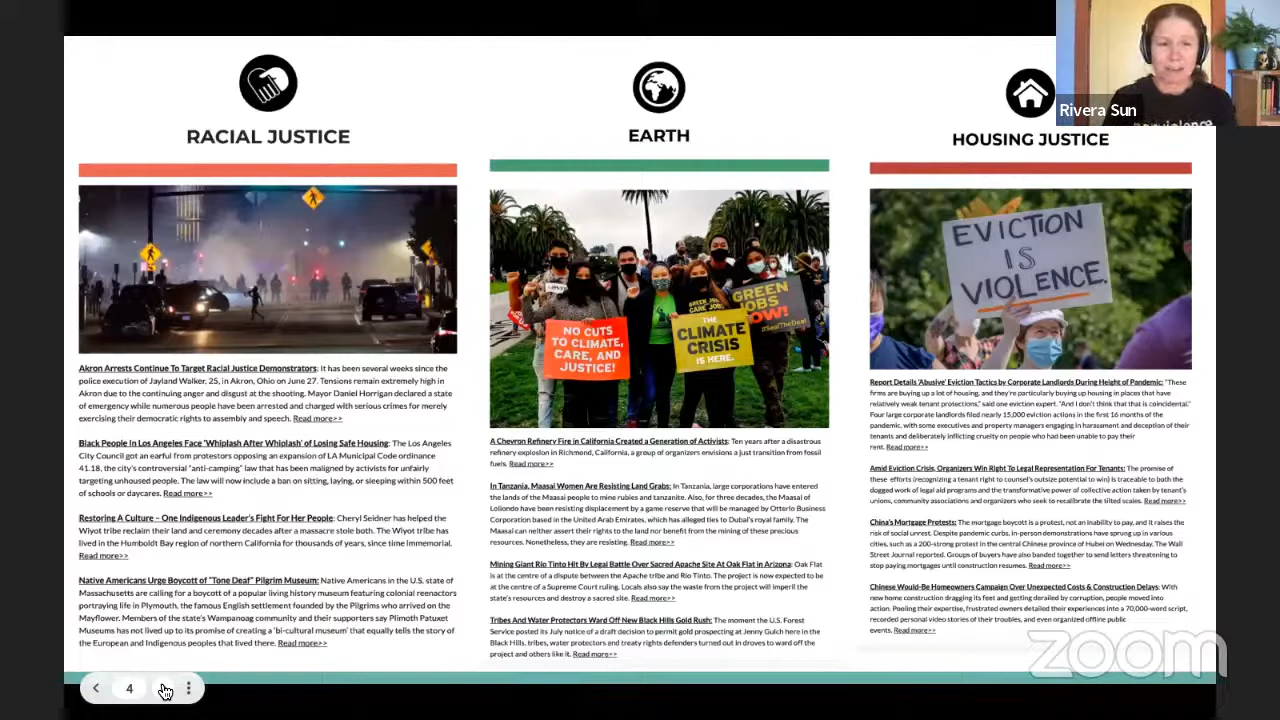 RACIAL JUSTICE
Akron Arrests Continue To Target Racial Justice Demonstrators: It has been several weeks since the
police execution of Jayland Walker, 25, in Akron, Ohio on June 27. Tensions remain extremely high in
Akron due to the continuing anger and disgust at the shooting. Mayor Daniel Horrigan declared a state
of emergency while numerous people have been arrested and charged with serious crimes for merely
exercising their democratic rights to assembly and speech. Read more>>
Black People In Los Angeles Face 'Whiplash After Whiplash' of Losing Safe Housing: The Los Angeles
City Council got an earful from protestors opposing an expansion of LA Municipal Code ordinance
41.18, the city's controversial "anti-camping" law that has been maligned by activists for unfairly
targeting unhoused people. The law will now include a ban on sitting, laying, or sleeping within 500 feet
of schools or daycares. Read more>>
Restoring A Culture – One Indigenous Leader's Fight For Her People: Cheryl Seidner has helped the
Wiyot tribe reclaim their land and ceremony decades after a massacre stole both. The Wiyot tribe has
lived in the Humboldt Bay region of northern California for thousands of years, since time Immemorial.
Read more>>
Native Americans Urge Boycott of "Tone Deaf" Pilgrim Museum: Native Americans in the U.S. state of
Massachusetts are calling for a boycott of a popular living history museum featuring colonial reenactors
portraying life in Plymouth, the famous English settlement founded by the Pilgrims who arrived on the
Mayflower. Members of the state's Wampanoag community and their supporters say Plimoth Patuxet
Museums has not lived up to its promise of creating a 'bi-cultural museum' that equally tells the story of
the European and Indigenous peoples that lived there. Read more>>
EARTH
NO CUTS
TO CLIMATE,
CARE, AND
JUSTICE!
THE
CLIMATE
CRISIS
IS HERE.
GREEN
JOBS
NOW!
#SealTheDeal
A Chevron Refinery Fire in California Created a Generation of Activists: Ten years after a disastrous
refinery explosion in Richmond, California, a group of organizers envisions a just transition from fossil
fuels. Read more>>
In Tanzania, Maasai Women Are Resisting Land Grabs: In Tanzania, large corporations have entered
the lands of the Maasai people to mine rubies and tanzanite. Also, for three decades, the Maasai of
Loliondo have been resisting displacement by a game reserve that will be managed by Otterlo Business
Corporation based in the United Arab Emirates, which has alleged ties to Dubai's royal family. The
Maasai can neither assert their rights to the land nor benefit from the mining of these precious
resources. Nonetheless, they are resisting. Read more>>
Mining Giant Rio Tinto Hit By Legal Battle Over Sacred Apache Site At Oak Flat in Arizona: Oak Flat
is at the centre of a dispute between the Apache tribe and Rio Tinto. The project is now expected to be
at the centre of a Supreme Court ruling. Locals also say the waste from the project will imperil the
state's resources and destroy a sacred site. Read more>>
Tribes And Water Protectors Ward Off New Black Hills Gold Rush: The moment the U.S. Forest
Service posted its July notice of a draft decision to permit gold prospecting at Jenny Gulch here in the
Black Hills, tribes, water protectors and treaty rights defenders turned out in droves to ward off the
project and others like it. Read more>>
HOUSING JUSTICE
EVICTION
IS
VIOLENCE.
Report Details 'Abusive' Eviction Tactics by Corporate Landlords During Height of Pandemic: "These
firms are buying up a lot of housing, and they're particularly buying up housing in places that have
relatively weak tenant protections," said one eviction expert. "And I don't think that that is coincidental."
Four large corporate landlords filed nearly 15,000 eviction actions in the first 16 months of the
pandemic, with some executives and property managers engaging in harassment and deception of their
tenants and deliberately inflicting cruelty on people who had been unable to pay their
rent. Read more>>
Amid Eviction Crisis, Organizers Win Right To Legal Representation For Tenants: The promise of
these efforts (recognizing a tenant right to counsel's outsize potential to win) is traceable to both the
dogged work of legal aid programs and the transformative power of collective action taken by tenant's
unions, community associations and organizers who seek to recalibrate the tilted scales. Read more>>
China's Mortgage Protests: The mortgage boycott is a protest, not an inability to pay, and it raises the
risk of social unrest. Despite pandemic curbs, in-person demonstrations have sprung up in various
cities, such as a 200-strong protest in the central Chinese province of Hubei on Wednesday, The Wall
Street Journal reported. Groups of buyers have also banded together to send letters threatening to
stop paying mortgages until construction resumes. Read more>>
Chinese Would-Be Homeowners Campaign Over Unexpected Costs & Construction Delays: With
new home construction dragging its feet and getting derailed by corruption, people moved into
action. Pooling their expertise, frustrated owners detailed their experiences into a 70,000-word script,
recorded personal video stories of their troubles, and even organized offline public
events. Read more>>
Rivera Sun
4
zoom